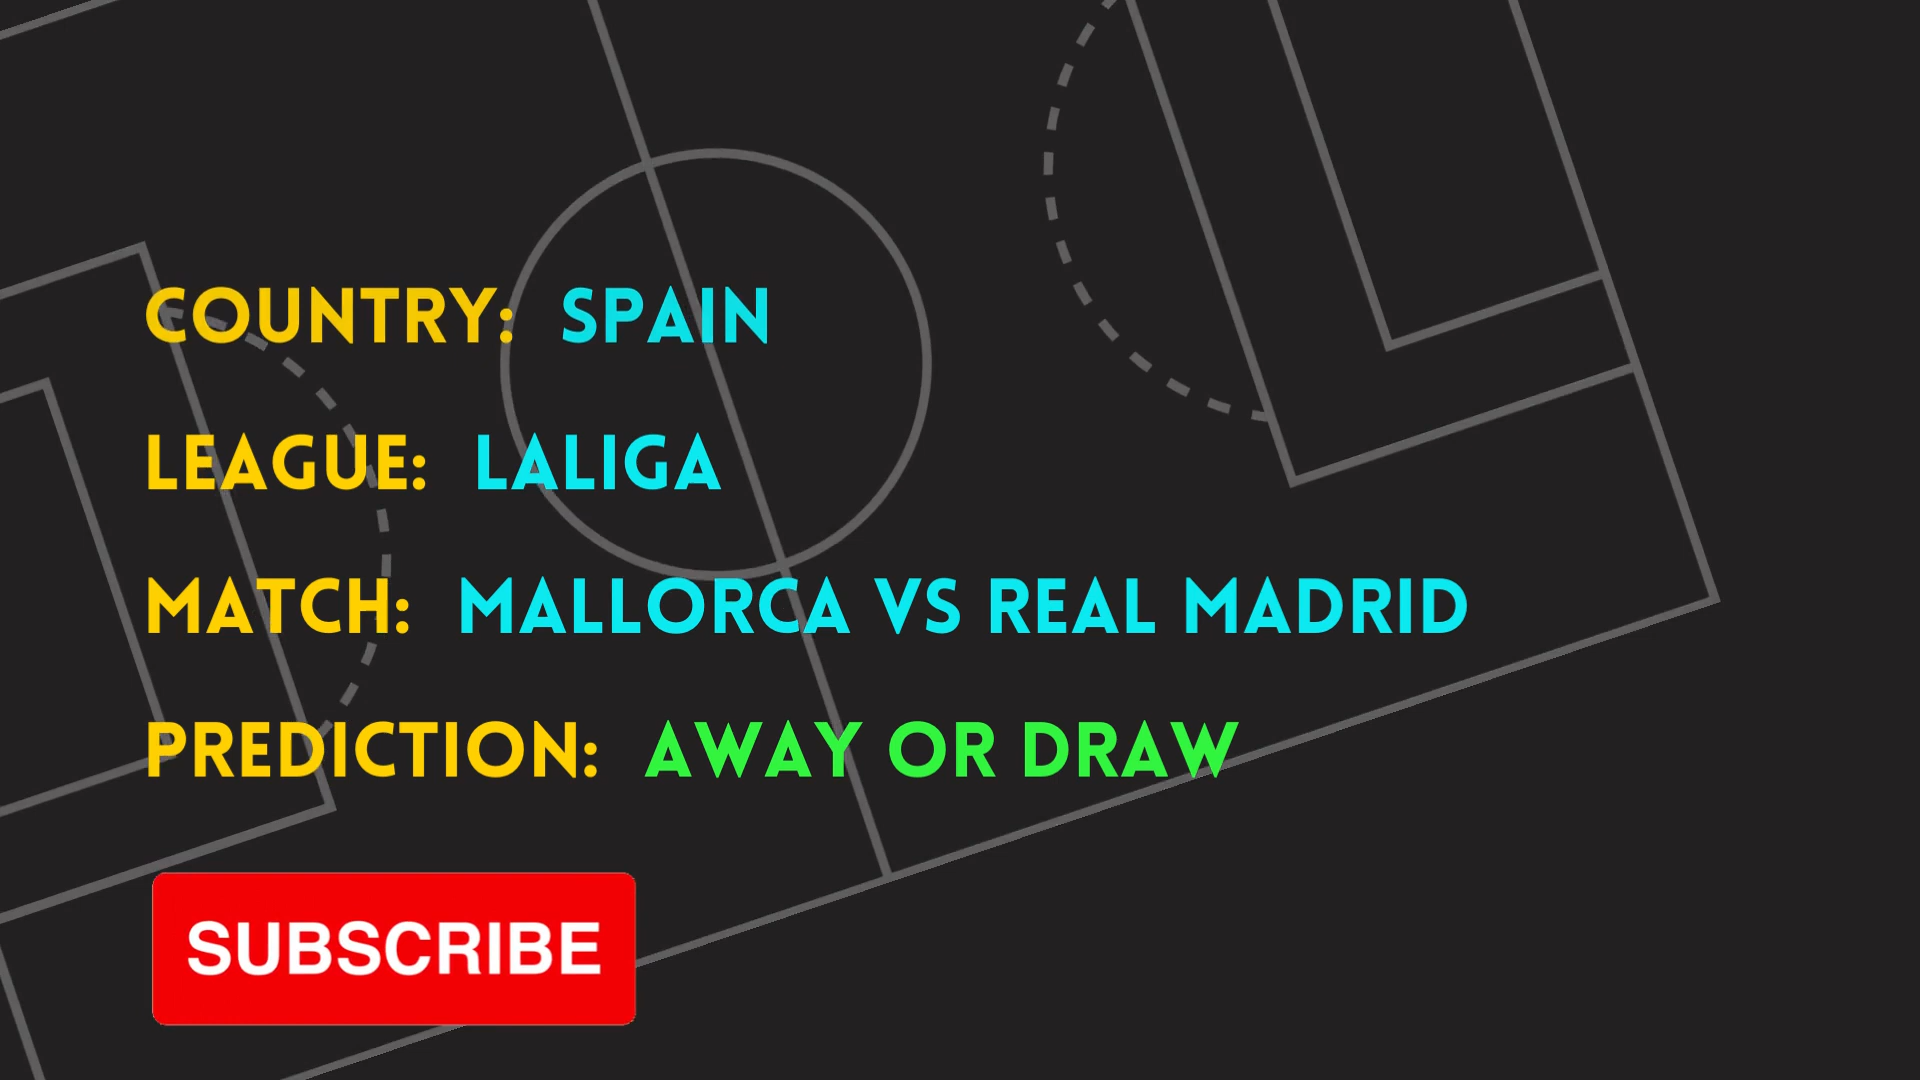 COUNTRY: SPAIN
LEAGUE: LALIGA
MATCH: MALLORCA VS REAL MADRID
PREDICTION: AWAY OR DRAW
SUBSCRIBE